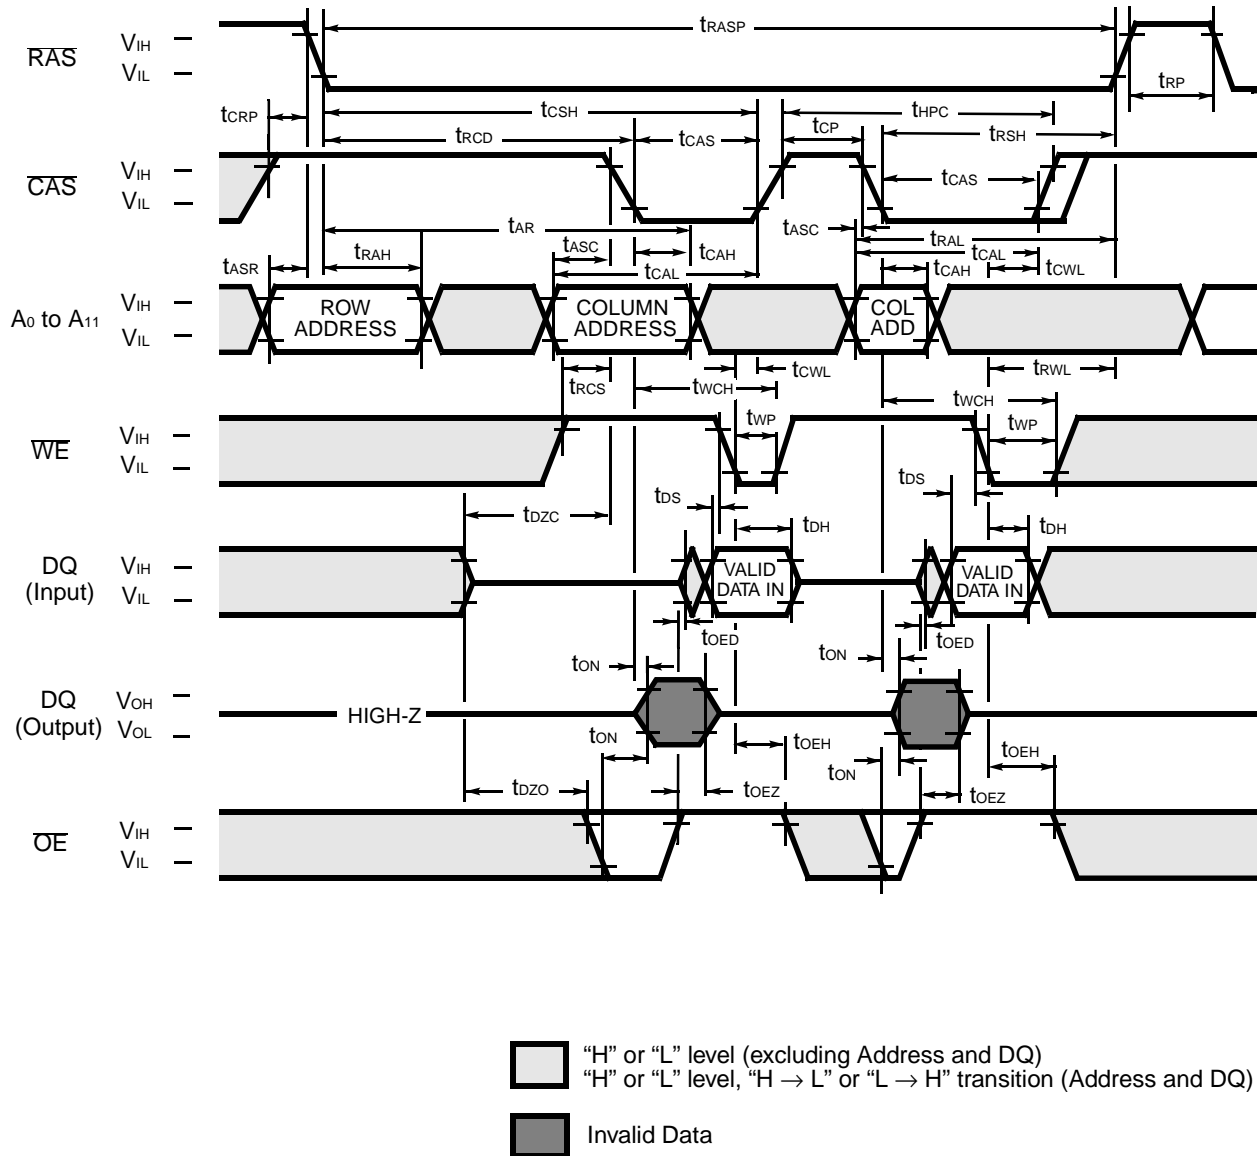 tRASP
RAS
VIH
VIL
tRP
tCRP
tCSH
tHPC
tRCD
tCAS
tCP
tRSH
CAS
VIH
VIL
tCAS
tAR
tASC
tASR
tRAH
tASC
tCAH
tRAL
tCAL
tCAL
tCAH
tCWL
A0 to A11
VIH
VIL
ROW
ADDRESS
COLUMN
ADDRESS
COL
ADD
tRCS
tWCH
tCWL
tRWL
tWCH
WE
VIH
VIL
tWP
tWP
tDZC
tDS
tDS
tDH
tDH
DQ
(Input)
VIH
VIL
VALID
DATA IN
VALID
DATA IN
tOED
tOED
tON
tON
DQ
(Output)
VOH
VOL
HIGH-Z
tON
tOEH
tON
tOEH
tDZO
tOEZ
tOEZ
OE
VIH
VIL
“H” or “L” level (excluding Address and DQ)
“H” or “L” level, “H → L” or “L → H” transition (Address and DQ)
Invalid Data